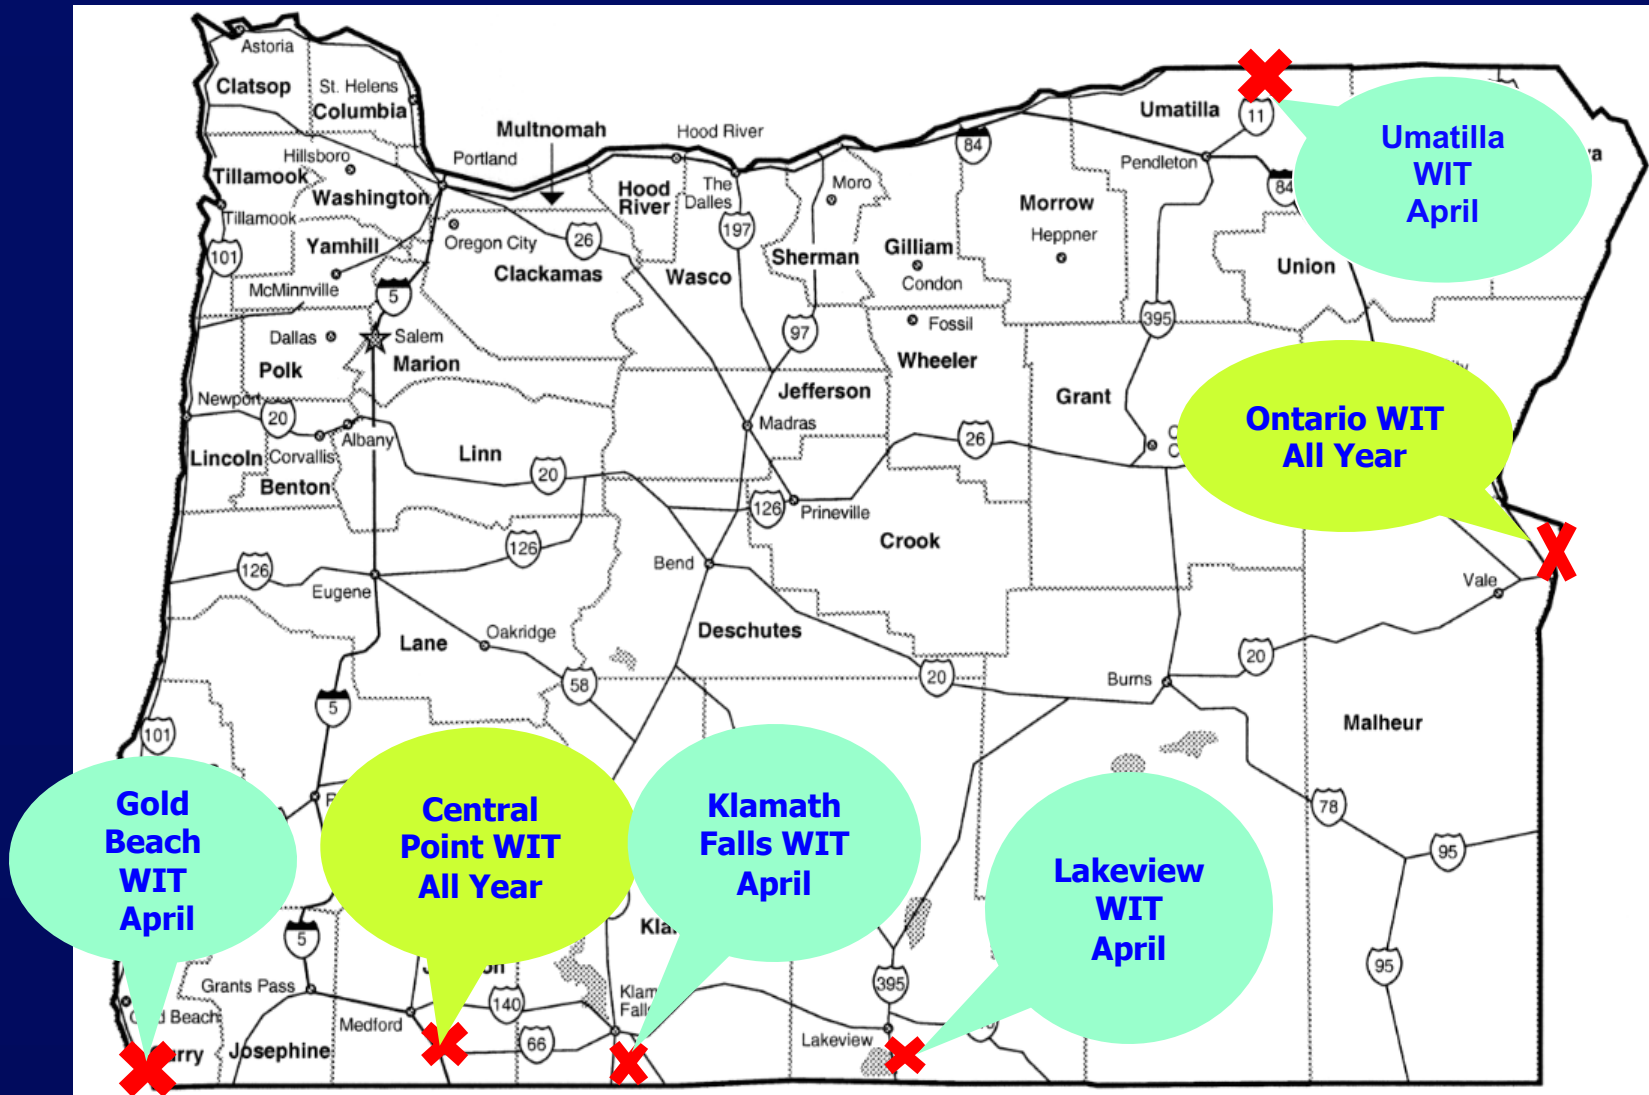 Astoria
Clatsop
St. Helens
Columbia
Multnomah
Hood River
Portland
Hillsboro
Tillamook
Washington
Tillamook
Hood
River
The
Dalles
Moro
84
Umatilla
11
Pendleton
84
Umatilla
WIT
April
Morrow
Heppner
101
Yamhill
McMinnville
Oregon City
26
Clackamas
197
Wasco
Sherman
Gilliam
Condon
Union
5
Dallas
Salem
Polk
Marion
97
Fossil
Wheeler
395
Jefferson
Grant
Newport
20
Albany
Lincoln
Corvallis
Benton
Linn
20
Madras
26
Ontario WIT
All Year
126
Prineville
Crook
126
126
Eugene
Bend
Vale
Lane
Oakridge
Deschutes
58
20
Burns
20
5
101
Malheur
Gold
Beach
WIT
April
Central
Point WIT
All Year
Klamath
Falls WIT
April
Lakeview
WIT
April
78
95
5
Grants Pass
Medford
140
395
95
Gold Beach
Curry
Josephine
66
Lakeview